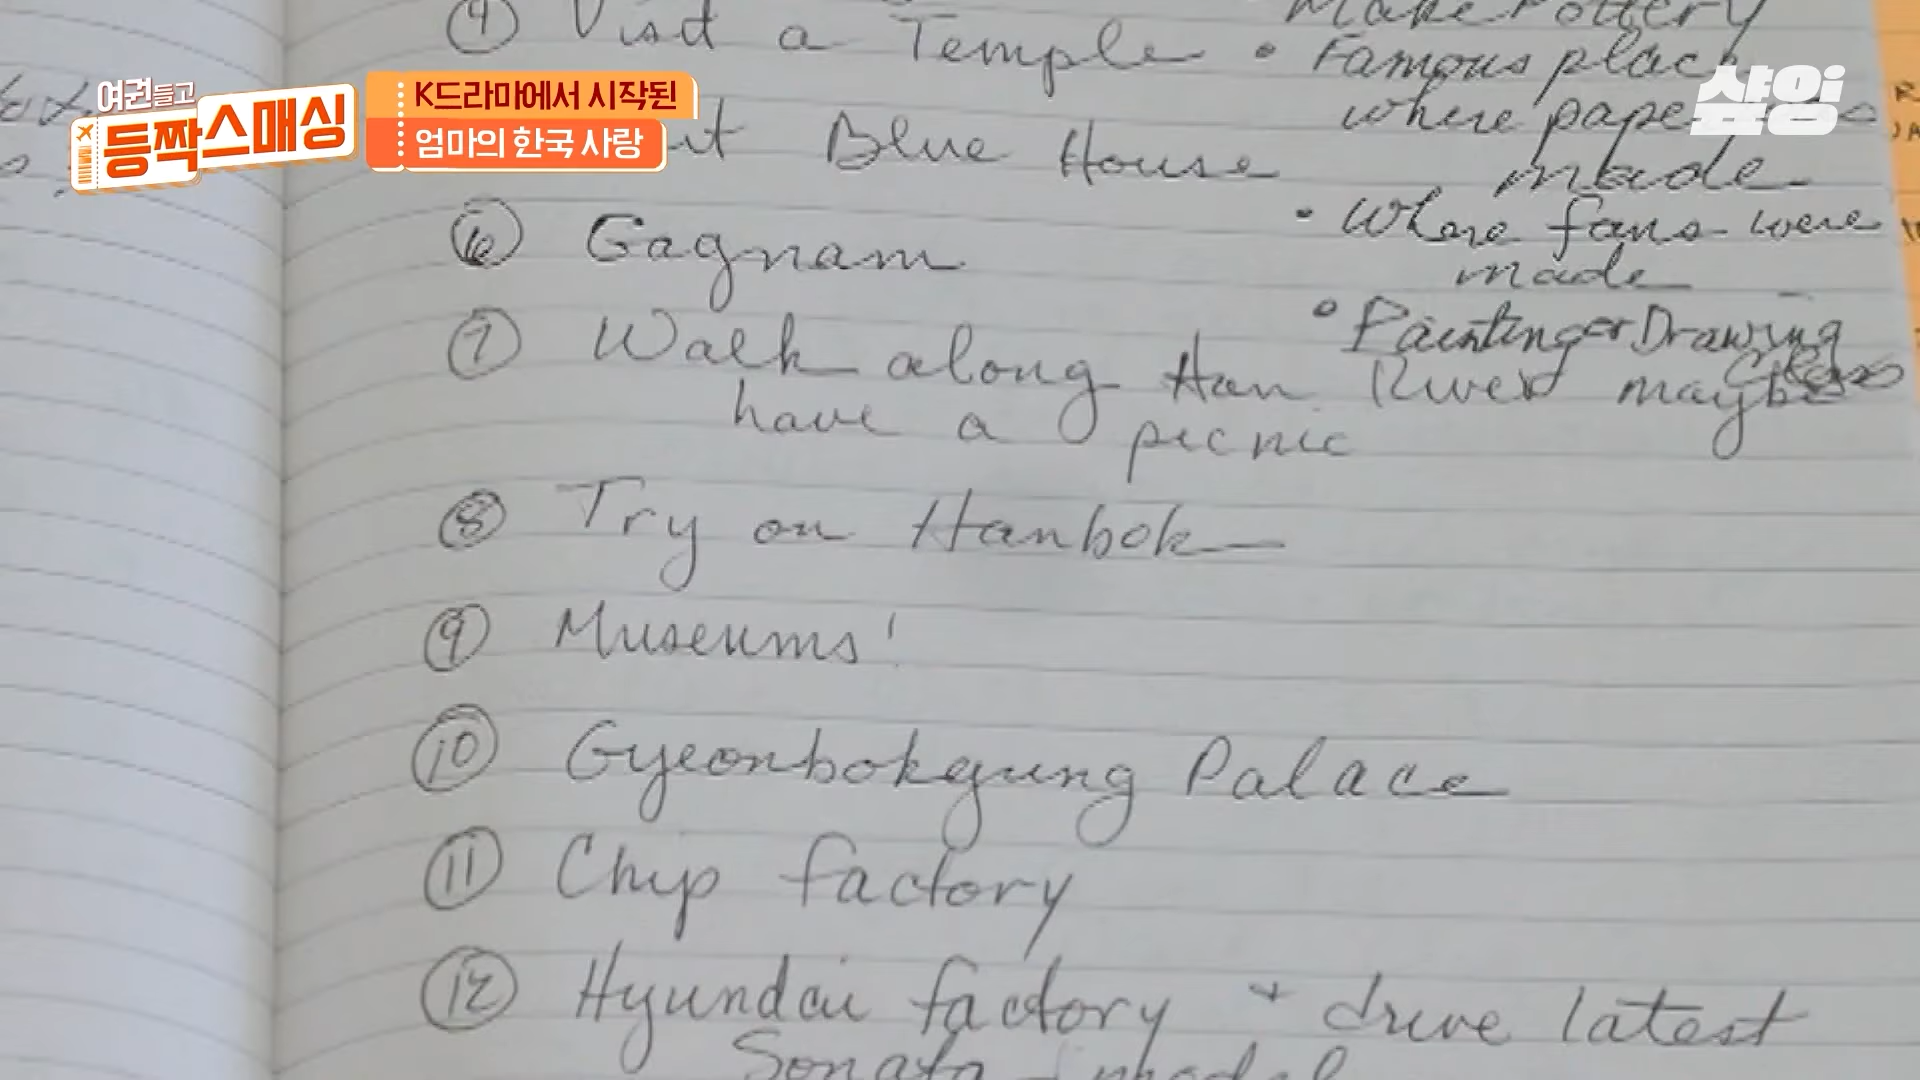 여권들고
등짝스매싱
K드라마에서 시작된
엄마의 한국 사랑
샾잉
④ Visit a Temple
Blue House
⑥ Gagnam
⑦ Walk along Han River maybe
have a picnic
⑧ Try on Hanbok
⑨ Museums!
⑩ Gyeonbokgung Palace
⑪ Chip factory
⑫ Hyundai factory + drive latest
Sonata model
Make Pottery
• Famous place
where paper
made
• Where fans were
made
• Painting or Drawing
Class